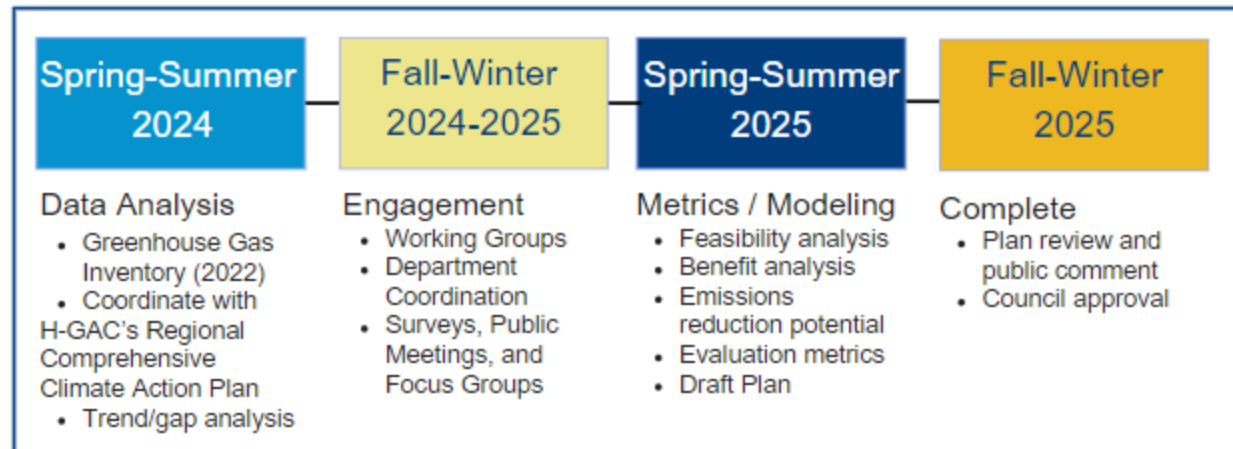 Spring-Summer
2024
Data Analysis
• Greenhouse Gas
Inventory (2022)
• Coordinate with
H-GAC's Regional
Comprehensive
Climate Action Plan
• Trend/gap analysis
Fall-Winter
2024-2025
Engagement
• Working Groups
• Department
Coordination
• Surveys, Public
Meetings, and
Focus Groups
Spring-Summer
2025
Metrics / Modeling
• Feasibility analysis
• Benefit analysis
• Emissions
reduction potential
• Evaluation metrics
• Draft Plan
Fall-Winter
2025
Complete
• Plan review and
public comment
• Council approval